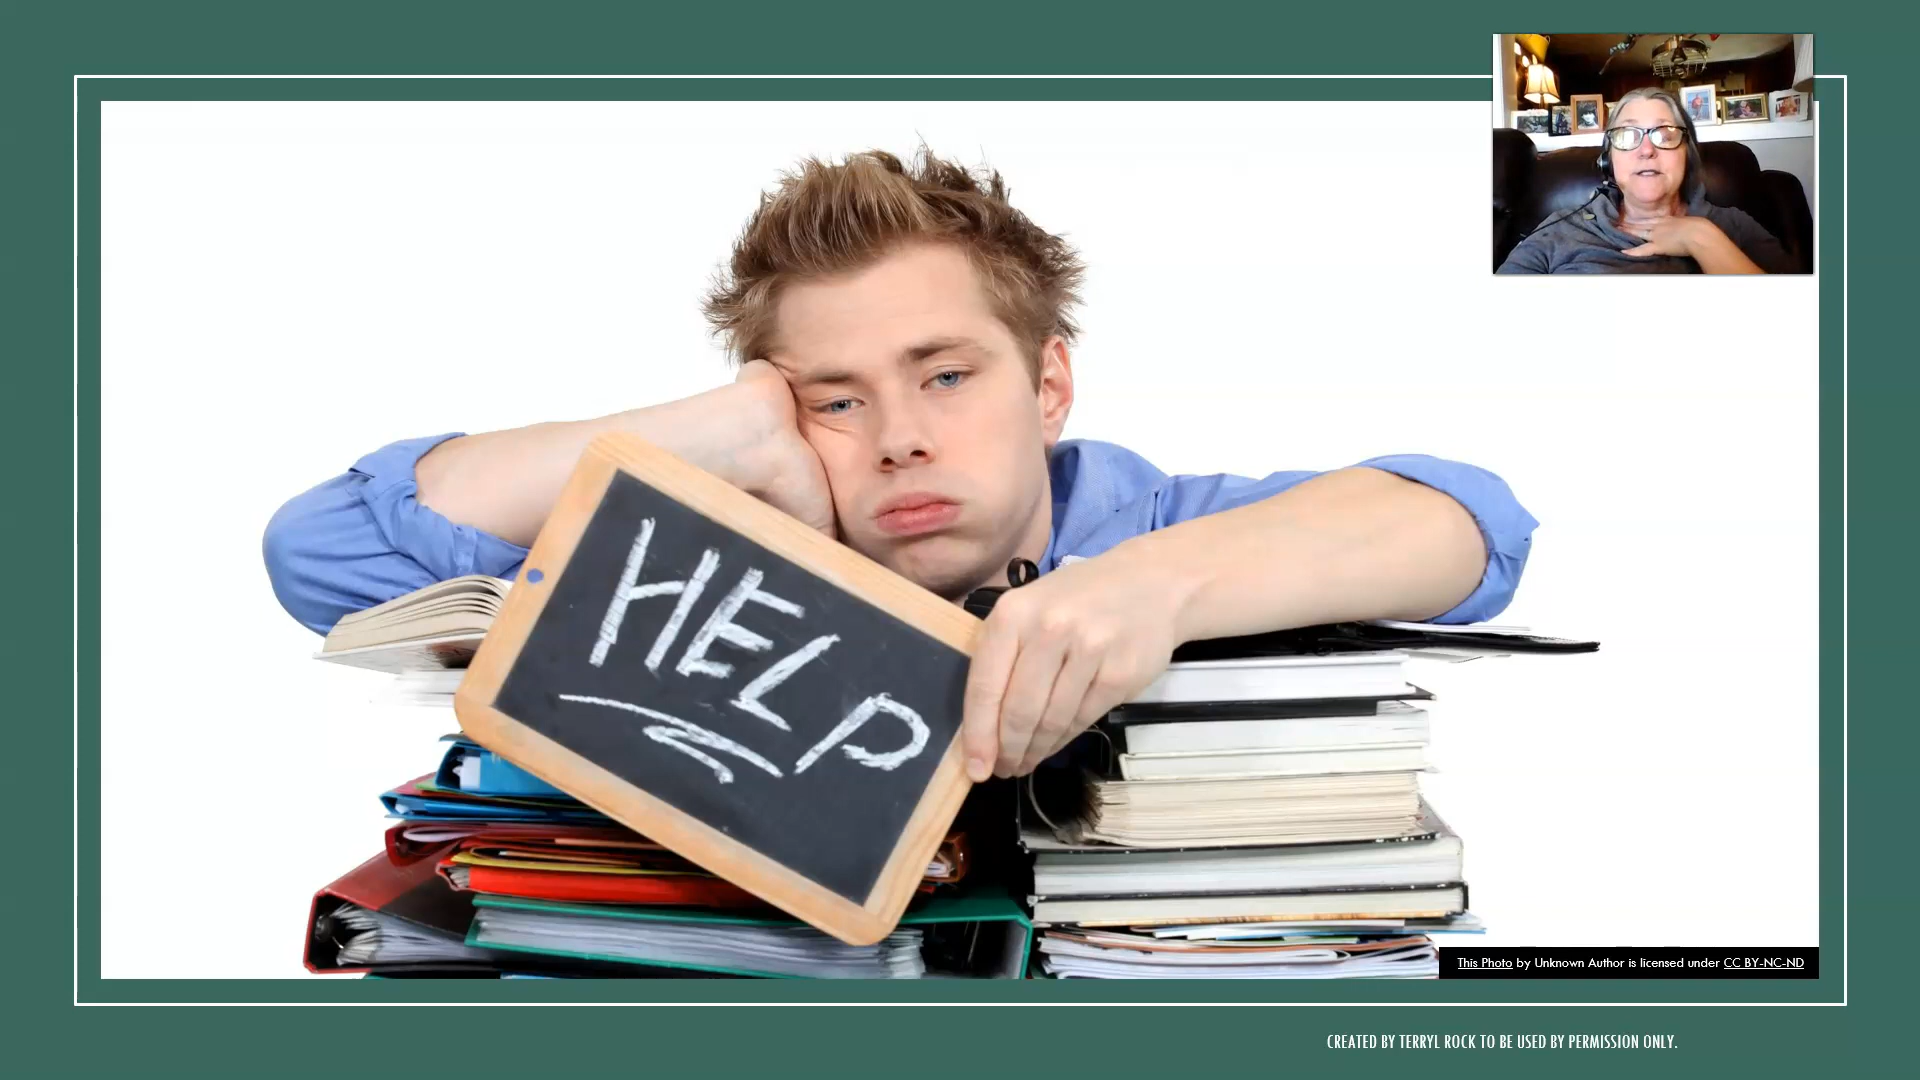 HELP
This Photo by Unknown Author is licensed under CC BY-NC-ND
CREATED BY TERRYL ROCK TO BE USED BY PERMISSION ONLY.